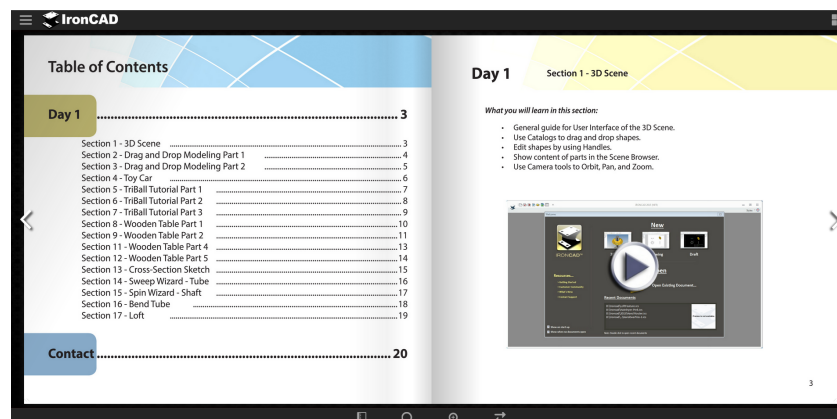 IronCAD
Table of Contents
Day 1 ........ 3
Section 1 - 3D Scene ........ 3
Section 2 - Drag and Drop Modeling Part 1 ........ 4
Section 3 - Drag and Drop Modeling Part 2 ........ 5
Section 4 - Toy Car ........ 6
Section 5 - TriBall Tutorial Part 1 ........ 7
Section 6 - TriBall Tutorial Part 2 ........ 8
Section 7 - TriBall Tutorial Part 3 ........ 9
Section 8 - Wooden Table Part 1 ........ 10
Section 9 - Wooden Table Part 2 ........ 11
Section 11 - Wooden Table Part 4 ........ 13
Section 12 - Wooden Table Part 5 ........ 14
Section 13 - Cross-Section Sketch ........ 15
Section 14 - Sweep Wizard - Tube ........ 16
Section 15 - Spin Wizard - Shaft ........ 17
Section 16 - Bend Tube ........ 18
Section 17 - Loft ........ 19
Contact ........ 20
Day 1 Section 1 - 3D Scene
What you will learn in this section:
• General guide for User Interface of the 3D Scene.
• Use Catalogs to drag and drop shapes.
• Edit shapes by using Handles.
• Show content of parts in the Scene Browser.
• Use Camera tools to Orbit, Pan, and Zoom.
New
IRONCAD
Draft
Resources...
Open Existing Document...
Recent Documents
3